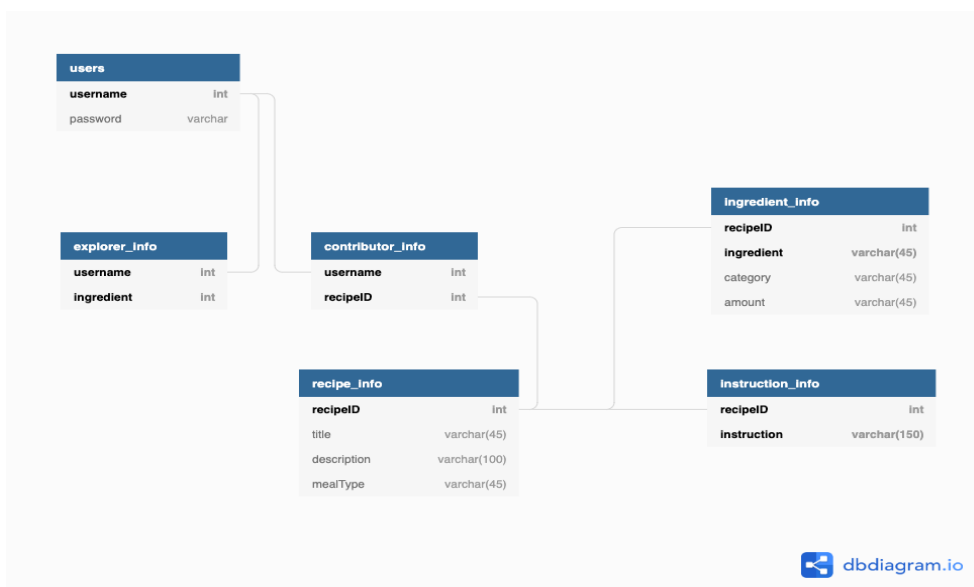 users
username int
password varchar
explorer_info
username int
ingredient int
contributor_info
username int
recipeID int
recipe_info
recipeID int
title varchar(45)
description varchar(100)
mealType varchar(45)
ingredient_info
recipeID int
ingredient varchar(45)
category varchar(45)
amount varchar(45)
instruction_info
recipeID int
instruction varchar(150)
dbdiagram.io